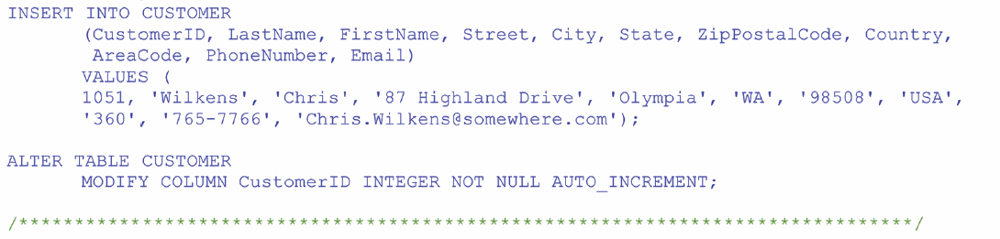 INSERT INTO CUSTOMER
(CustomerID, LastName, FirstName, Street, City, State, ZipPostalCode, Country,
AreaCode, PhoneNumber, Email)
VALUES (
1051, 'Wilkens', 'Chris', '87 Highland Drive', 'Olympia', 'WA', '98508', 'USA',
'360', '765-7766', 'Chris.Wilkens@somewhere.com');
ALTER TABLE CUSTOMER
MODIFY COLUMN CustomerID INTEGER NOT NULL AUTO_INCREMENT;
/********************************************************************************/